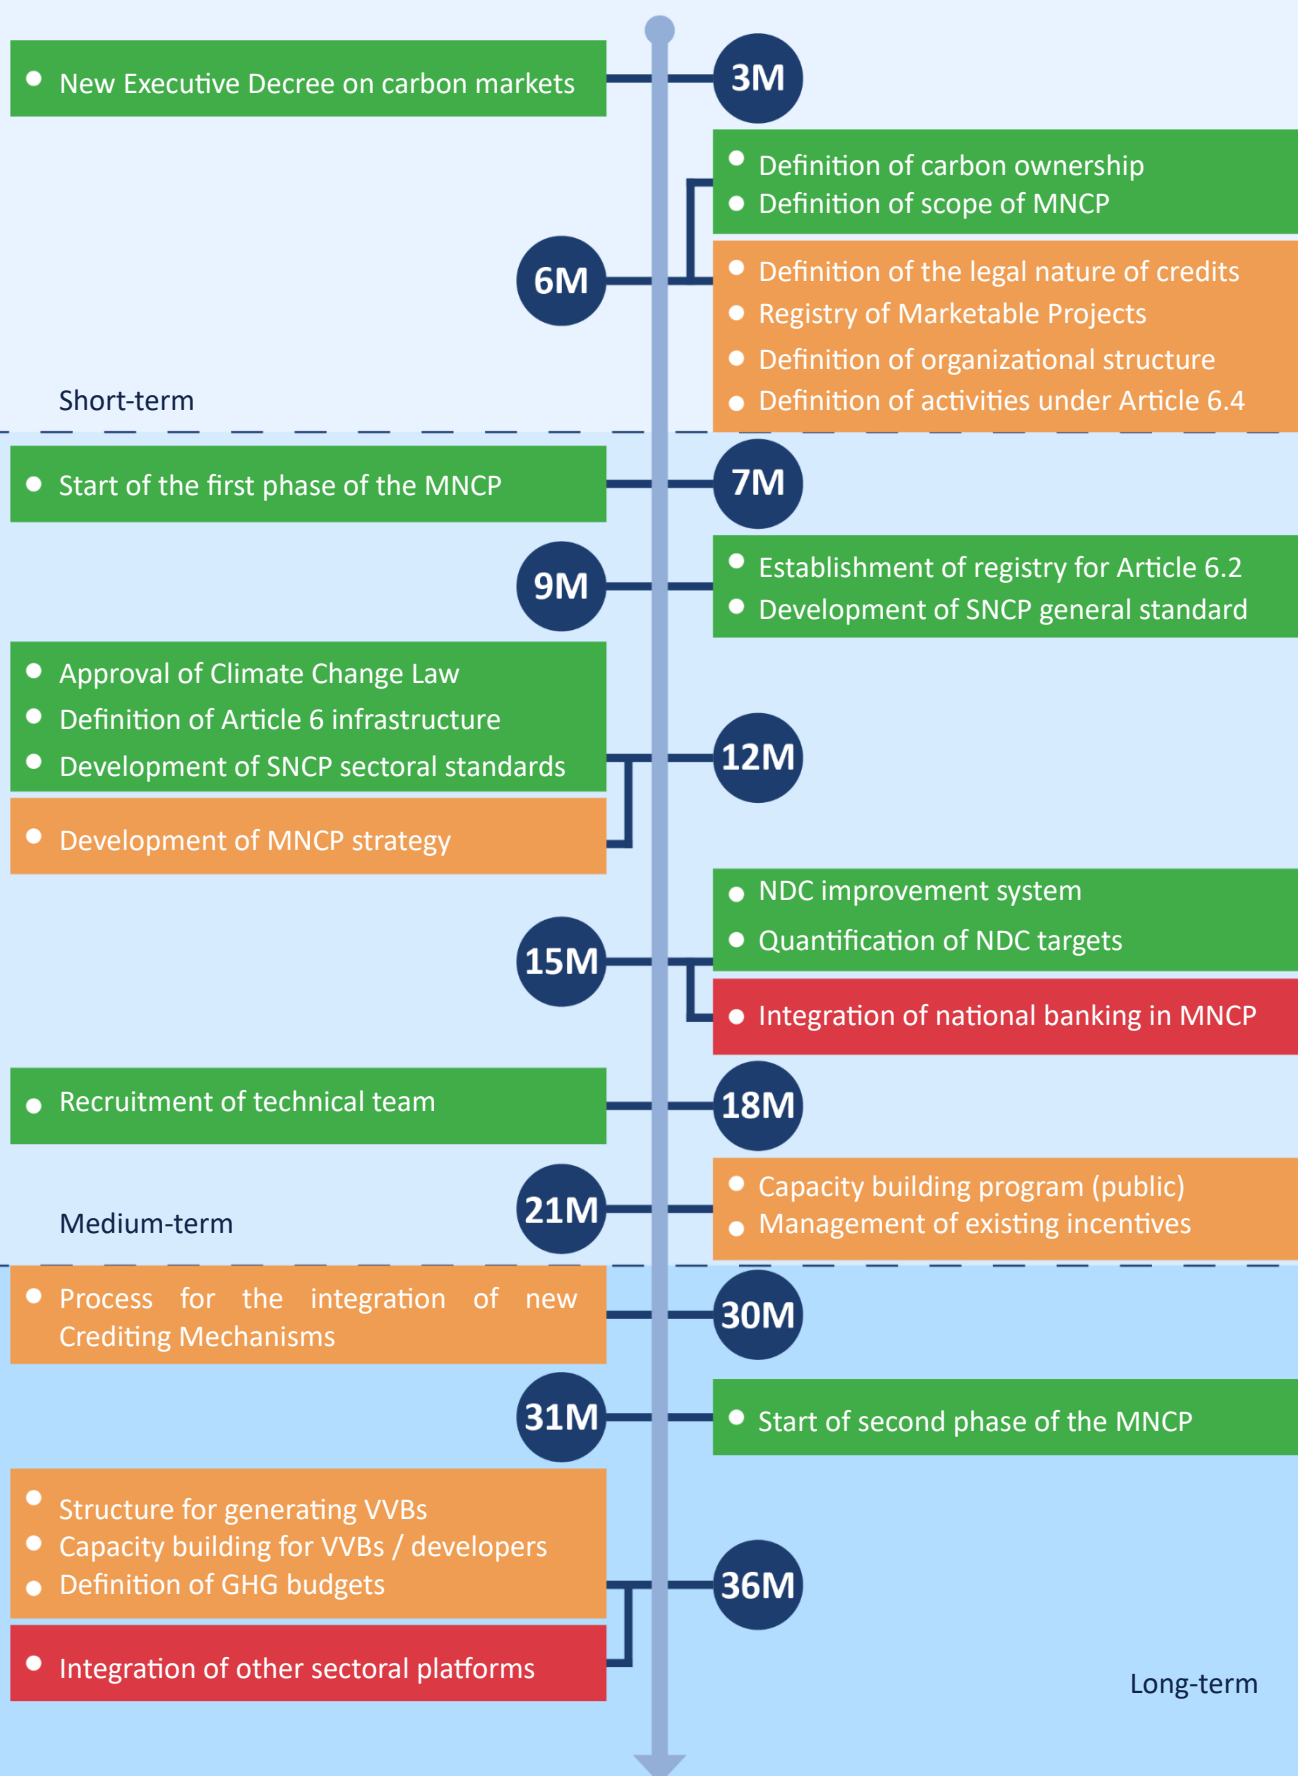 New Executive Decree on carbon markets
3M
Definition of carbon ownership
Definition of scope of MNCP
6M
Definition of the legal nature of credits
Registry of Marketable Projects
Definition of organizational structure
Definition of activities under Article 6.4
Short-term
Start of the first phase of the MNCP
7M
9M
Establishment of registry for Article 6.2
Development of SNCP general standard
Approval of Climate Change Law
Definition of Article 6 infrastructure
Development of SNCP sectoral standards
12M
Development of MNCP strategy
15M
NDC improvement system
Quantification of NDC targets
Integration of national banking in MNCP
Recruitment of technical team
18M
21M
Capacity building program (public)
Management of existing incentives
Medium-term
Process for the integration of new
Crediting Mechanisms
30M
31M
Start of second phase of the MNCP
Structure for generating VVBs
Capacity building for VVBs / developers
Definition of GHG budgets
36M
Integration of other sectoral platforms
Long-term